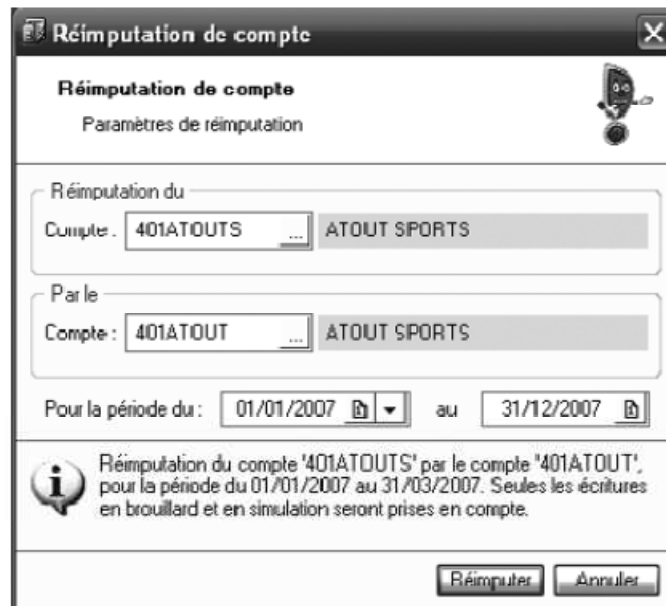 Réimputation de compte
Réimputation de compte
Paramètres de réimputation
Réimputation du
Compte : 401ATOUTS ... ATOUT SPORTS
Par le
Compte : 401ATOUT ... ATOUT SPORTS
Pour la période du : 01/01/2007 au 31/12/2007
Réimputation du compte '401ATOUTS' par le compte '401ATOUT',
pour la période du 01/01/2007 au 31/03/2007. Seules les écritures
en brouillard et en simulation seront prises en compte.
Réimputer Annuler